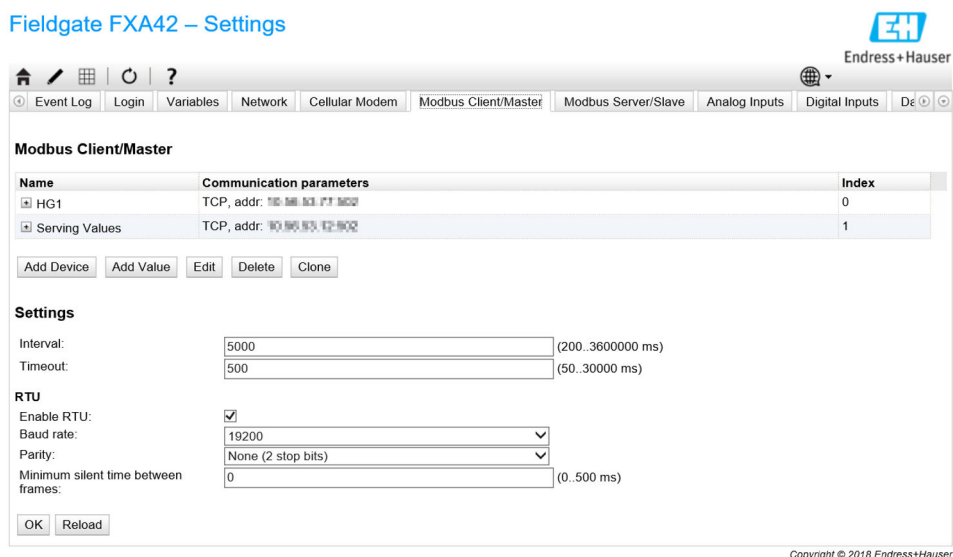 Fieldgate FXA42 – Settings
EH
Endress+Hauser
?
Event Log Login Variables Network Cellular Modem Modbus Client/Master Modbus Server/Slave Analog Inputs Digital Inputs
Modbus Client/Master
Name Communication parameters Index
HG1 TCP, addr: 0
Serving Values TCP, addr: 1
Add Device Add Value Edit Delete Clone
Settings
Interval: 5000 (200..3600000 ms)
Timeout: 500 (50..30000 ms)
RTU
Enable RTU:
Baud rate: 19200
Parity: None (2 stop bits)
Minimum silent time between
frames: 0 (0..500 ms)
OK Reload
Copyright © 2018 Endress+Hauser